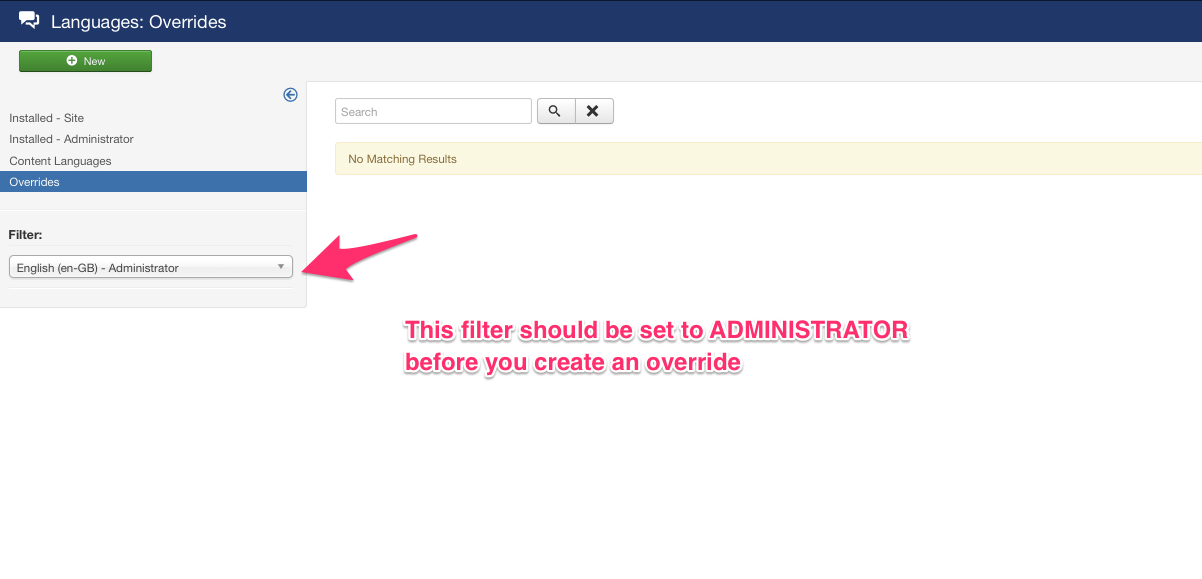 Languages: Overrides
New
Installed - Site
Installed - Administrator
Content Languages
Overrides
Filter:
English (en-GB) - Administrator
Search
No Matching Results
This filter should be set to ADMINISTRATOR
before you create an override